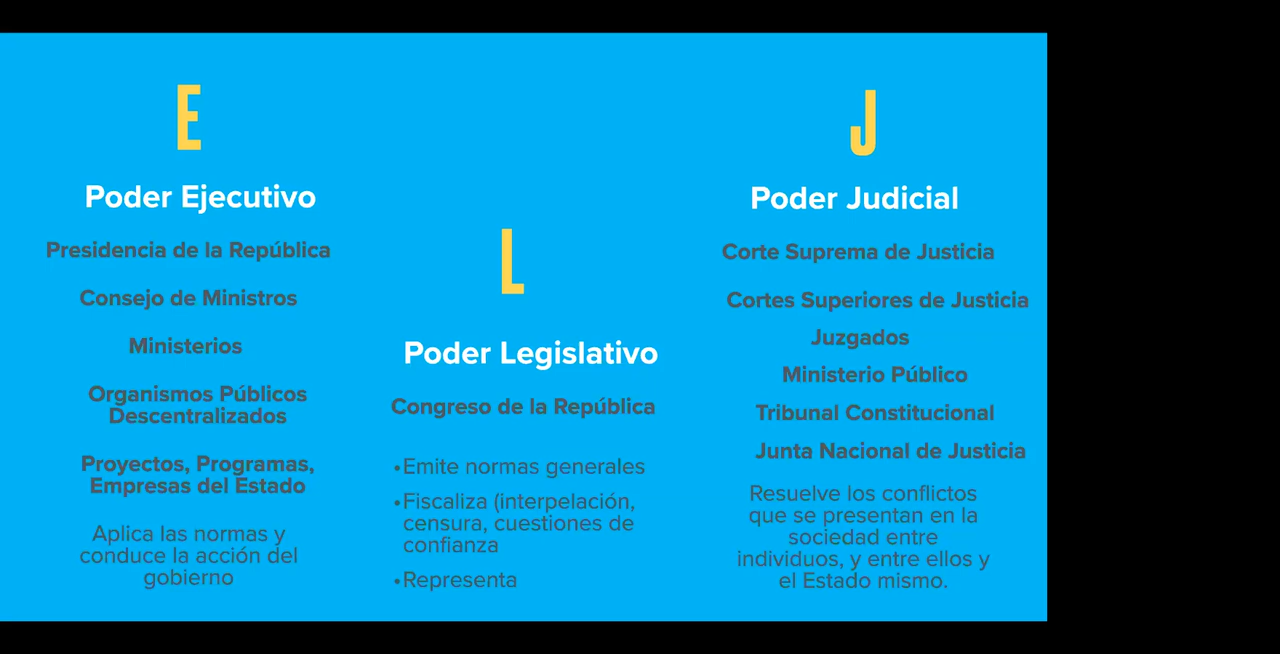 E
Poder Ejecutivo
Presidencia de la República
Consejo de Ministros
Ministerios
Organismos Públicos
Descentralizados
Proyectos, Programas,
Empresas del Estado
Aplica las normas y
conduce la acción del
gobierno
L
Poder Legislativo
Congreso de la República
•Emite normas generales
•Fiscaliza (interpelación,
censura, cuestiones de
confianza
•Representa
J
Poder Judicial
Corte Suprema de Justicia
Cortes Superiores de Justicia
Juzgados
Ministerio Público
Tribunal Constitucional
Junta Nacional de Justicia
Resuelve los conflictos
que se presentan en la
sociedad entre
individuos, y entre ellos y
el Estado mismo.